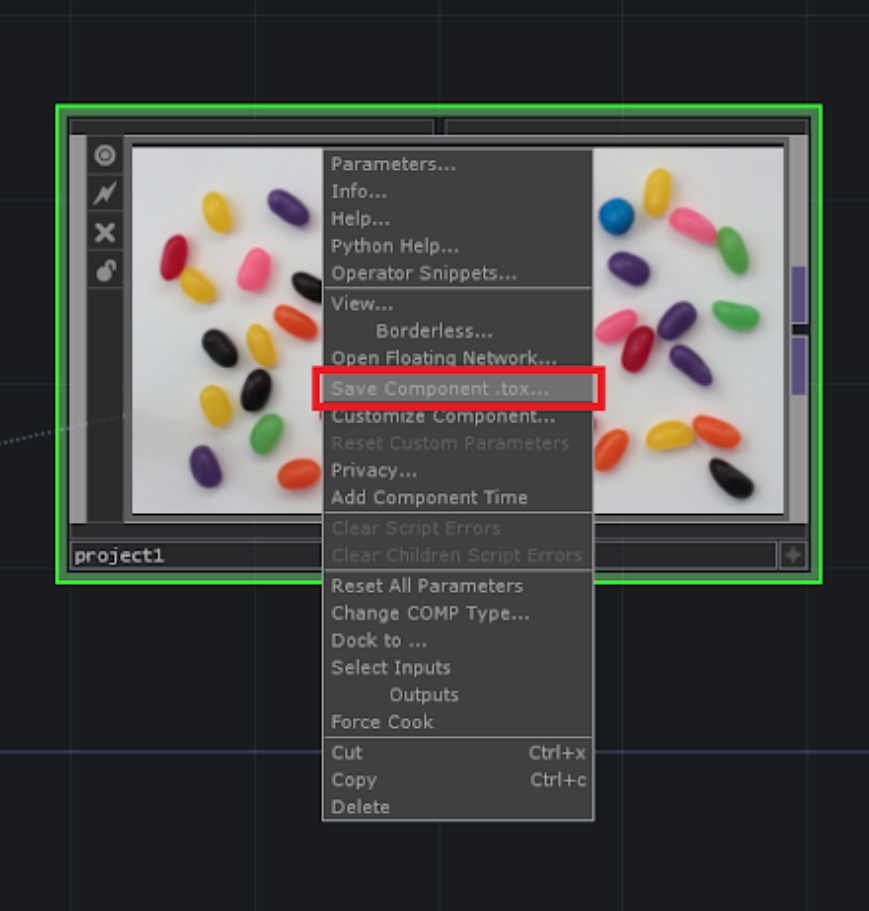 Parameters...
Info...
Help...
Python Help...
Operator Snippets...
View...
Borderless...
Open Floating Network...
Save Component .tox...
Customize Component...
Reset Custom Parameters
Privacy...
Add Component Time
Clear Script Errors
Clear Children Script Errors
project1
Reset All Parameters
Change COMP Type...
Dock to ...
Select Inputs
Outputs
Force Cook
Cut Ctrl+x
Copy Ctrl+c
Delete